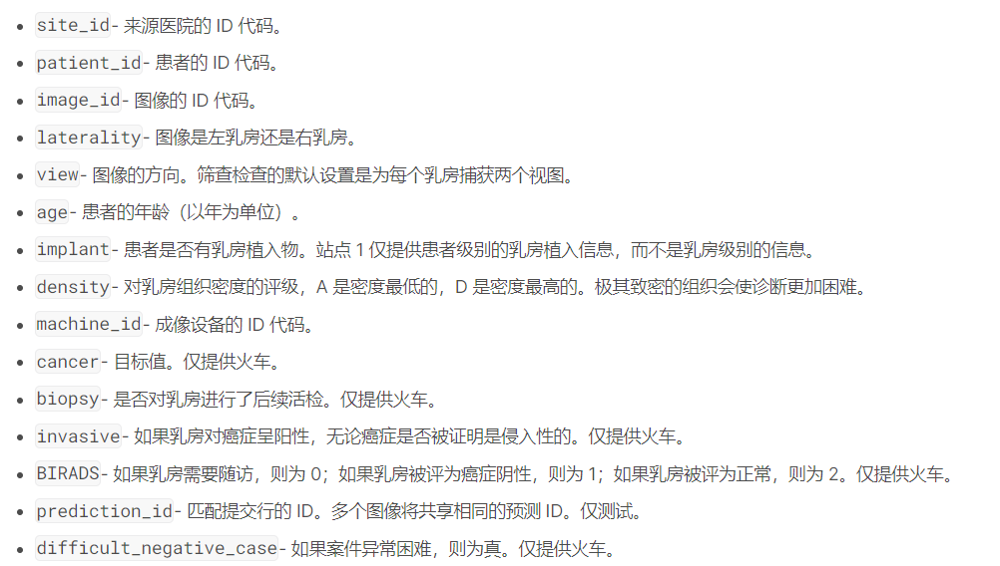 site_id- 来源医院的 ID 代码。
patient_id- 患者的 ID 代码。
image_id- 图像的 ID 代码。
laterality- 图像是左乳房还是右乳房。
view- 图像的方向。筛查检查的默认设置是为每个乳房捕获两个视图。
age- 患者的年龄（以年为单位）。
implant- 患者是否有乳房植入物。站点 1 仅提供患者级别的乳房植入信息，而不是乳房级别的信息。
density- 对乳房组织密度的评级，A 是密度最低的，D 是密度最高的。极其致密的组织会使诊断更加困难。
machine_id- 成像设备的 ID 代码。
cancer- 目标值。仅提供火车。
biopsy- 是否对乳房进行了后续活检。仅提供火车。
invasive- 如果乳房对癌症呈阳性，无论癌症是否被证明是侵入性的。仅提供火车。
BIRADS- 如果乳房需要随访，则为 0；如果乳房被评为癌症阴性，则为 1；如果乳房被评为正常，则为 2。仅提供火车。
prediction_id- 匹配提交行的 ID。多个图像将共享相同的预测 ID。仅测试。
difficult_negative_case- 如果案件异常困难，则为真。仅提供火车。